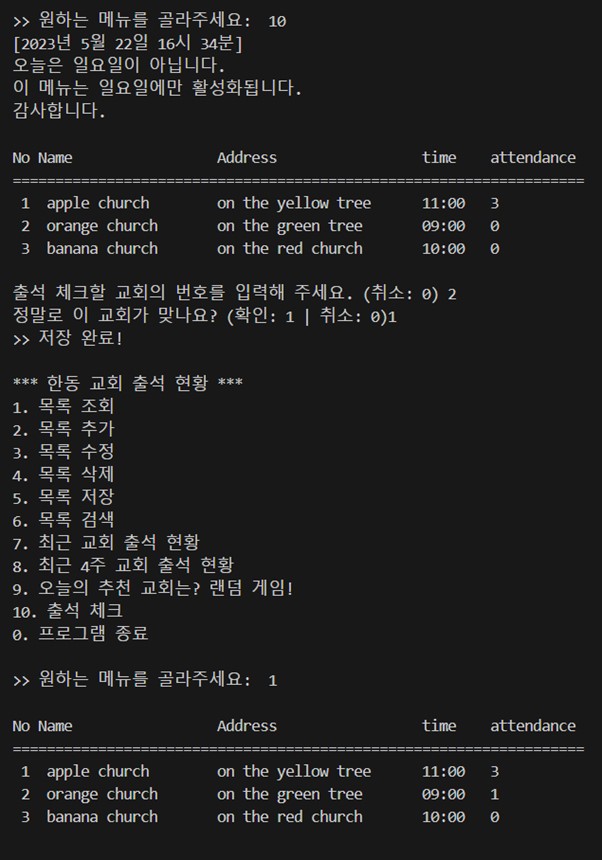 >> 원하는 메뉴를 골라주세요:  10
[2023년 5월 22일 16시 34분]
오늘은 일요일이 아닙니다.
이 메뉴는 일요일에만 활성화됩니다.
감사합니다.
No Name                 Address                 time    attendance
===================================================================
 1  apple church        on the yellow tree      11:00   3
 2  orange church       on the green tree       09:00   0
 3  banana church       on the red church       10:00   0
출석 체크할 교회의 번호를 입력해 주세요. (취소: 0) 2
정말로 이 교회가 맞나요? (확인: 1 | 취소: 0)1
>> 저장 완료!
*** 한동 교회 출석 현황 ***
1. 목록 조회
2. 목록 추가
3. 목록 수정
4. 목록 삭제
5. 목록 저장
6. 목록 검색
7. 최근 교회 출석 현황
8. 최근 4주 교회 출석 현황
9. 오늘의 추천 교회는? 랜덤 게임!
10. 출석 체크
0. 프로그램 종료
>> 원하는 메뉴를 골라주세요:  1
No Name                 Address                 time    attendance
===================================================================
 1  apple church        on the yellow tree      11:00   3
 2  orange church       on the green tree       09:00   1
 3  banana church       on the red church       10:00   0